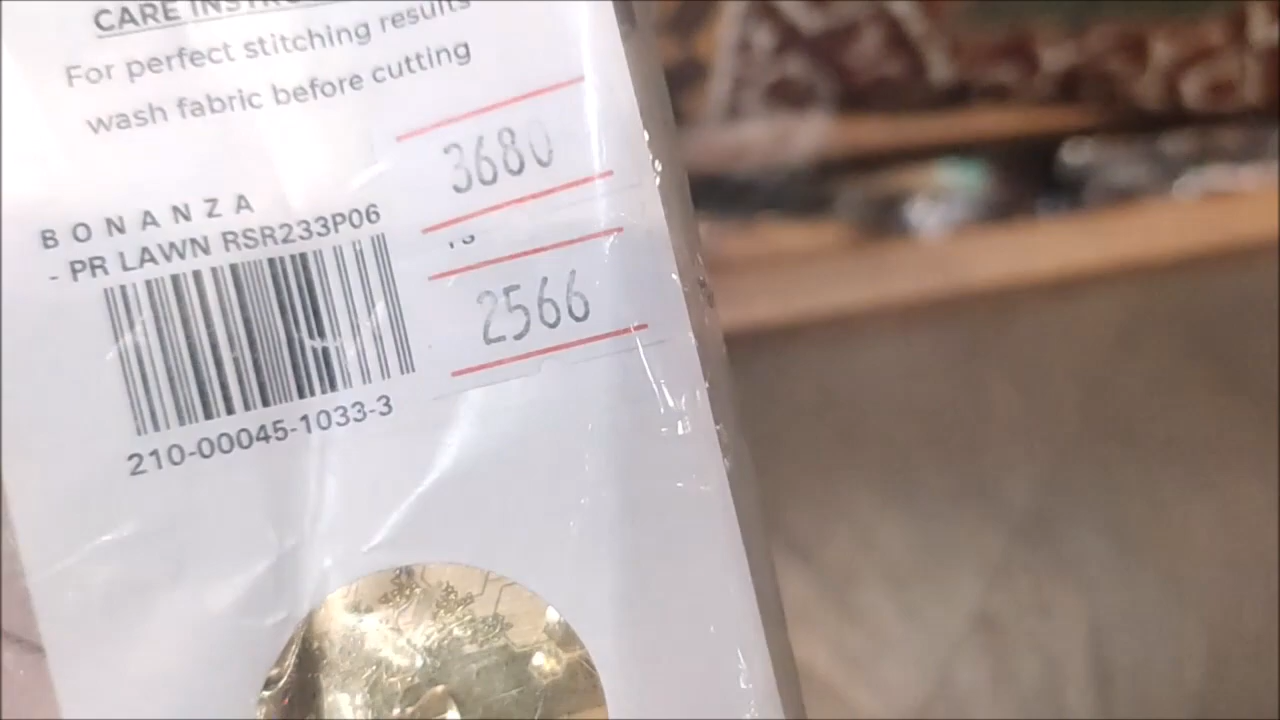 CARE
For perfect stitching results
wash fabric before cutting
BONANZA
- PR LAWN RSR233P06
210-00045-1033-3
3680
2566